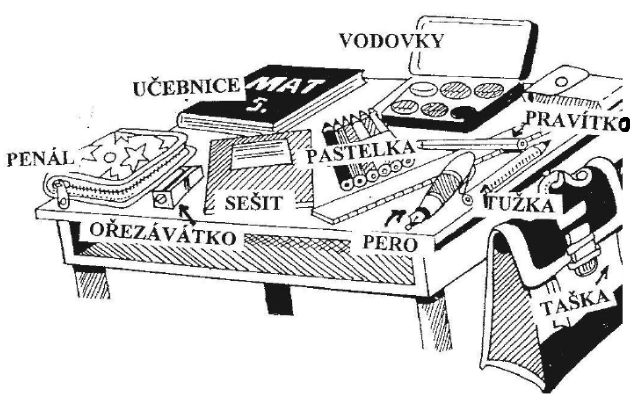 VODOVKY
UČEBNICE
MAT
5.
PRAVÍTKO
PASTELKA
PENÁL
SEŠIT
TUŽKA
OŘEZÁVÁTKO
PERO
TAŠKA